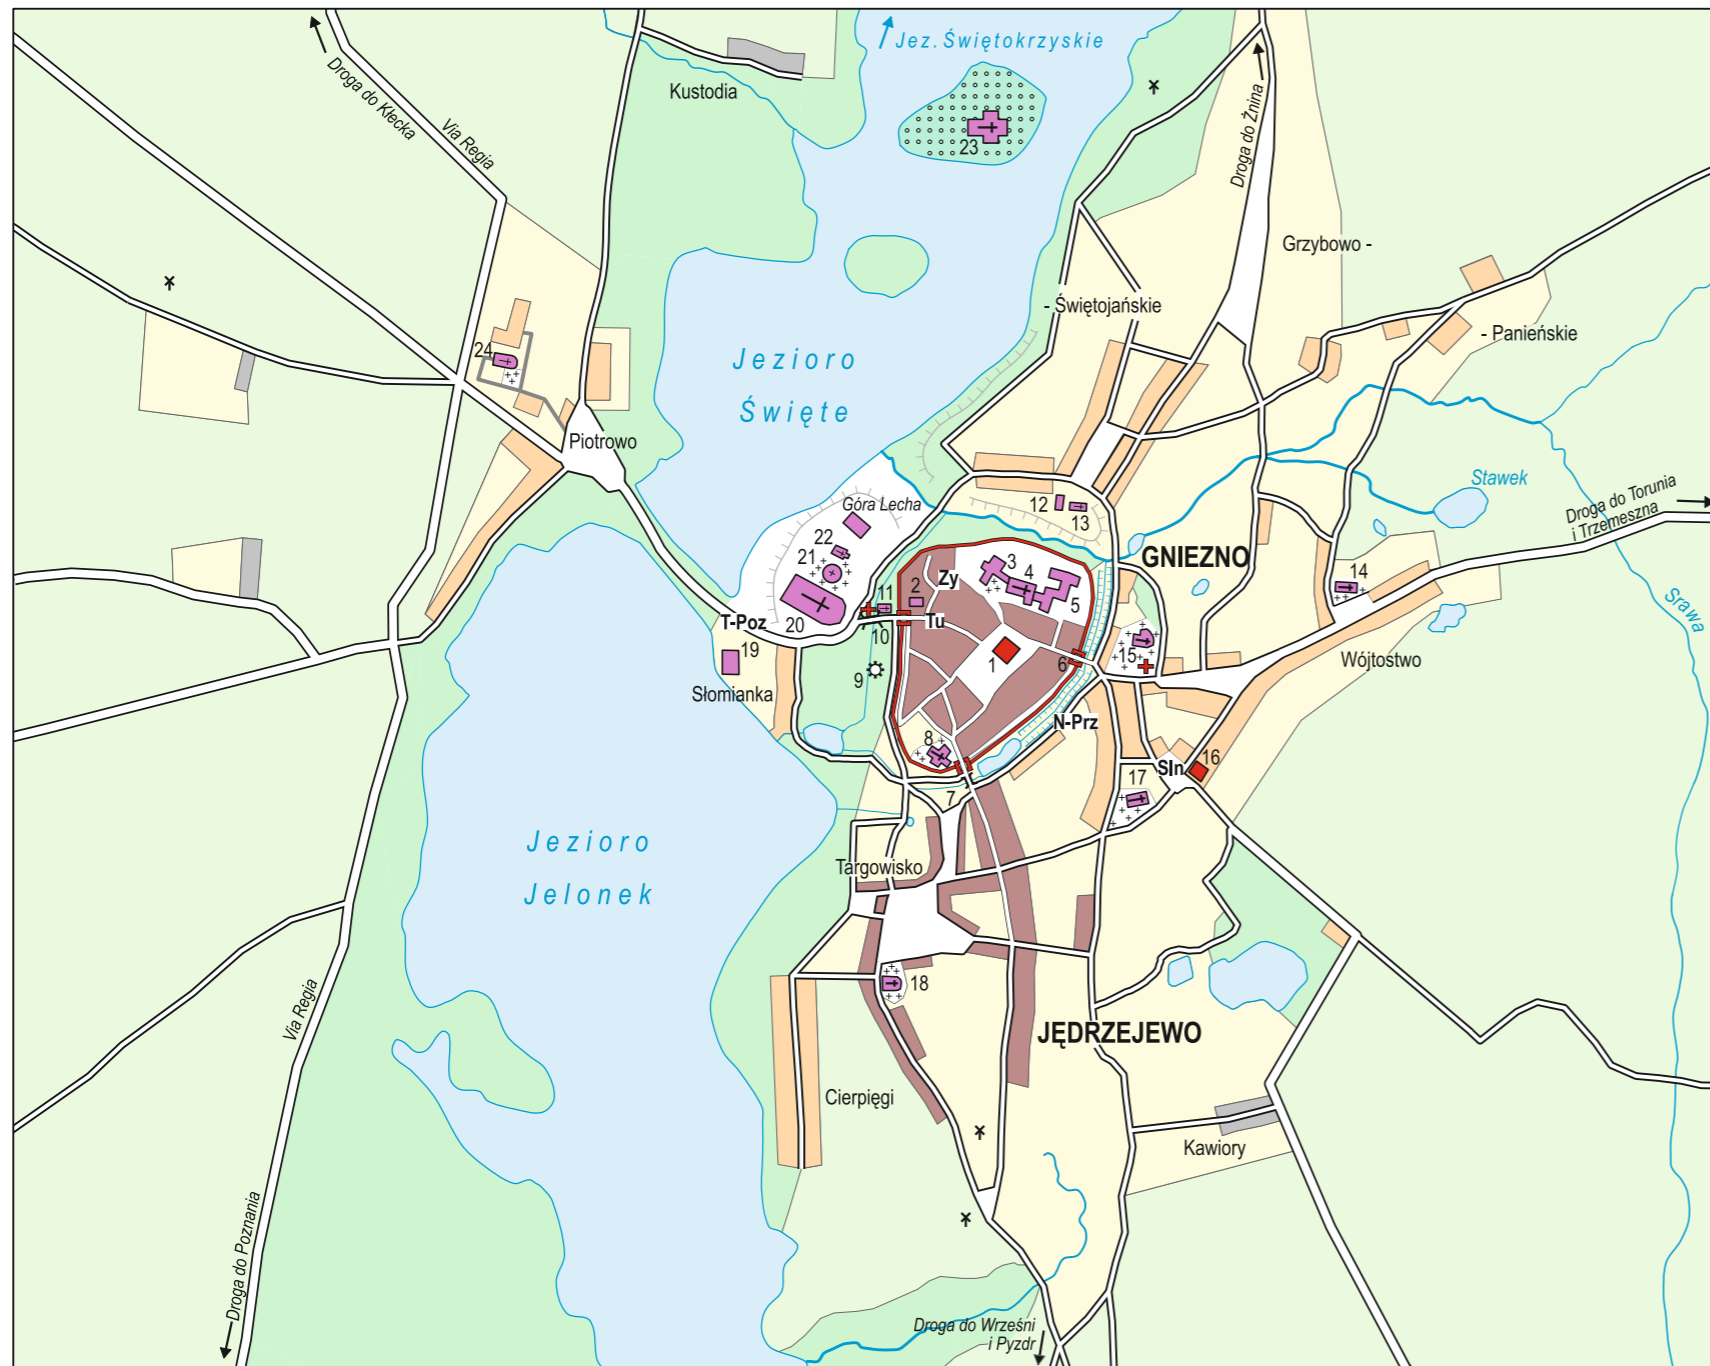 Jez. Świętokrzyskie
Droga do Kłecka
Via Regia
Kustodia
23
Droga do Żnina
Grzybowo -
- Świętojańskie
- Panieńskie
24
Jezioro
Święte
Piotrowo
Góra Lecha
12
13
Stawek
Droga do Torunia
i Trzemeszna
GNIEZNO
22
21
3
4
5
Zy
2
11
14
Srawa
T-Poz
20
10
Tu
1
6
15
Wójtostwo
19
Słomianka
9
N-Prz
8
7
Sln
16
17
Jezioro
Jelonek
Targowisko
18
Via Regia
JĘDRZEJEWO
Cierpięgi
Kawiory
Droga do Poznania
Droga do Wrześni
i Pyzdr